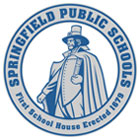 SPRINGFIELD PUBLIC SCHOOLS
First School House Erected 1679